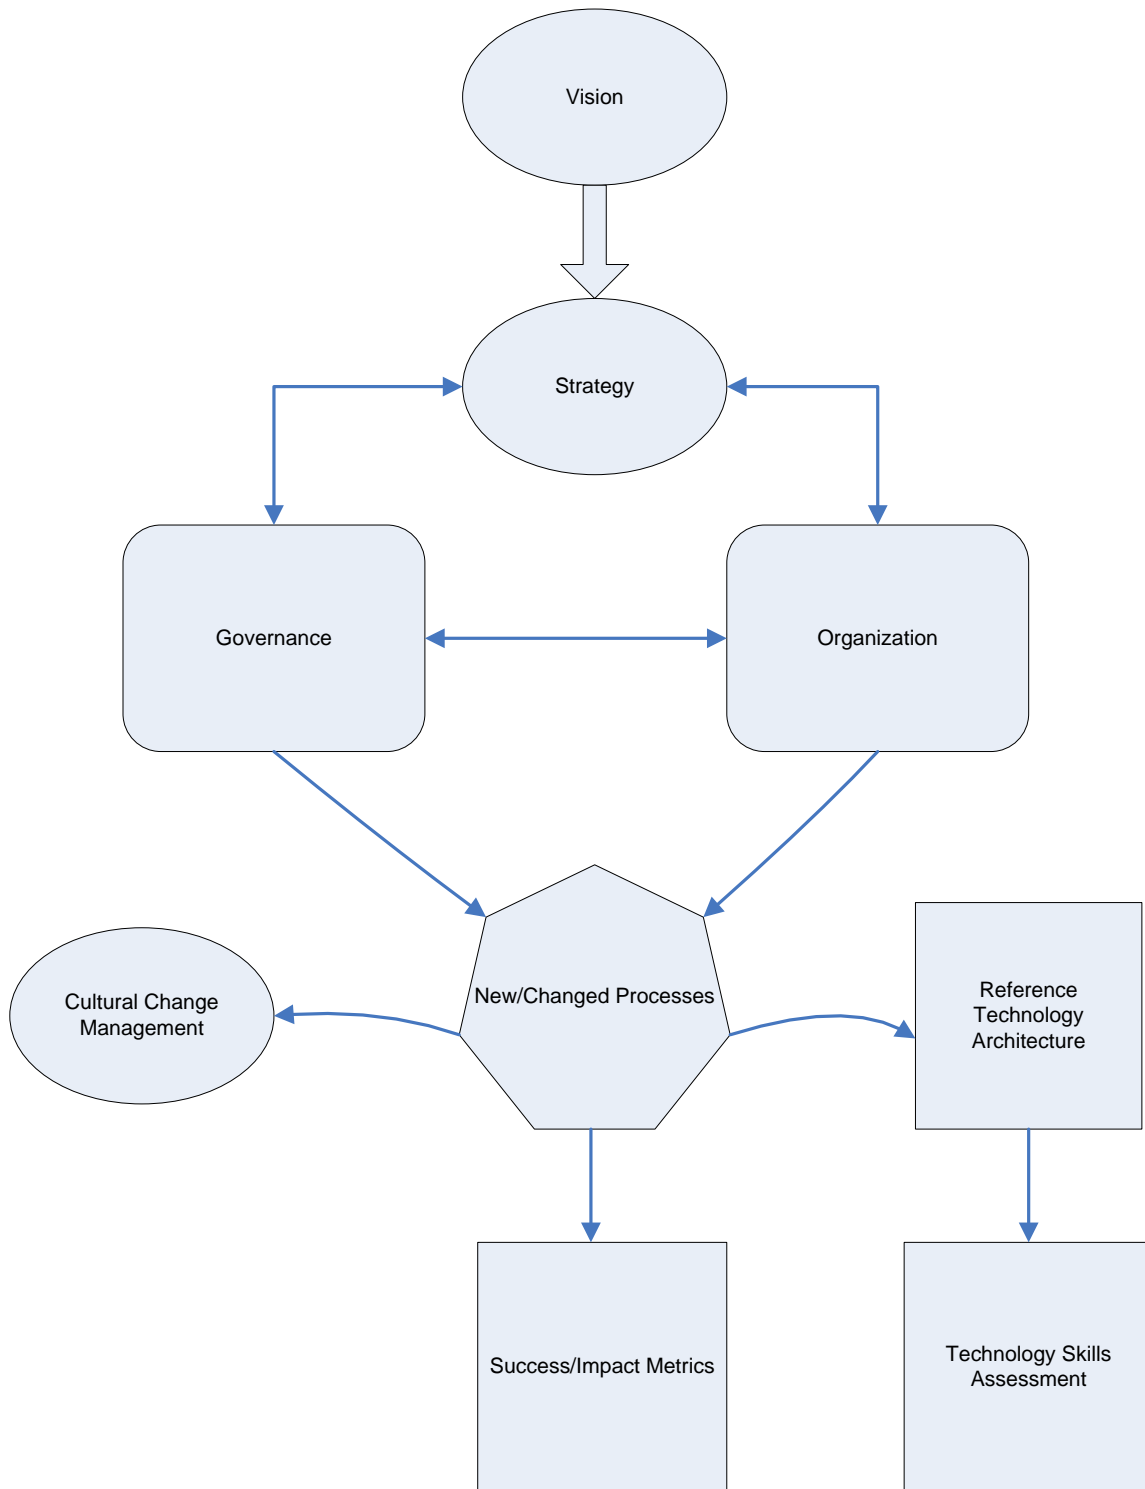 Vision
Strategy
Governance
Organization
New/Changed Processes
Cultural Change
Management
Reference
Technology
Architecture
Success/Impact Metrics
Technology Skills
Assessment